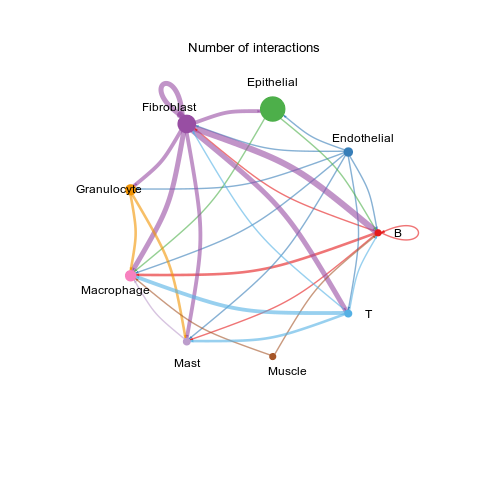 Number of interactions
Epithelial
Fibroblast
Endothelial
Granulocyte
B
Macrophage
T
Mast
Muscle